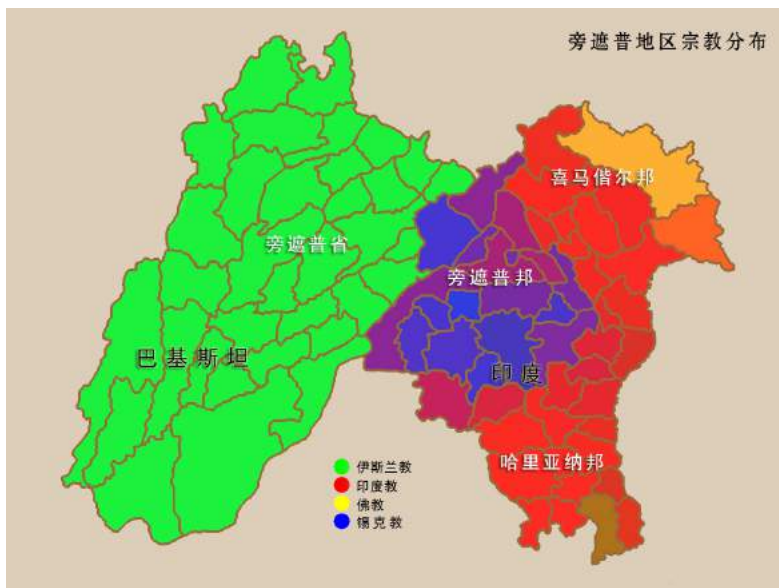 旁遮普地区宗教分布
喜马偕尔邦
旁遮普省
旁遮普邦
巴基斯坦
印度
哈里亚纳邦
伊斯兰教
印度教
佛教
锡克教